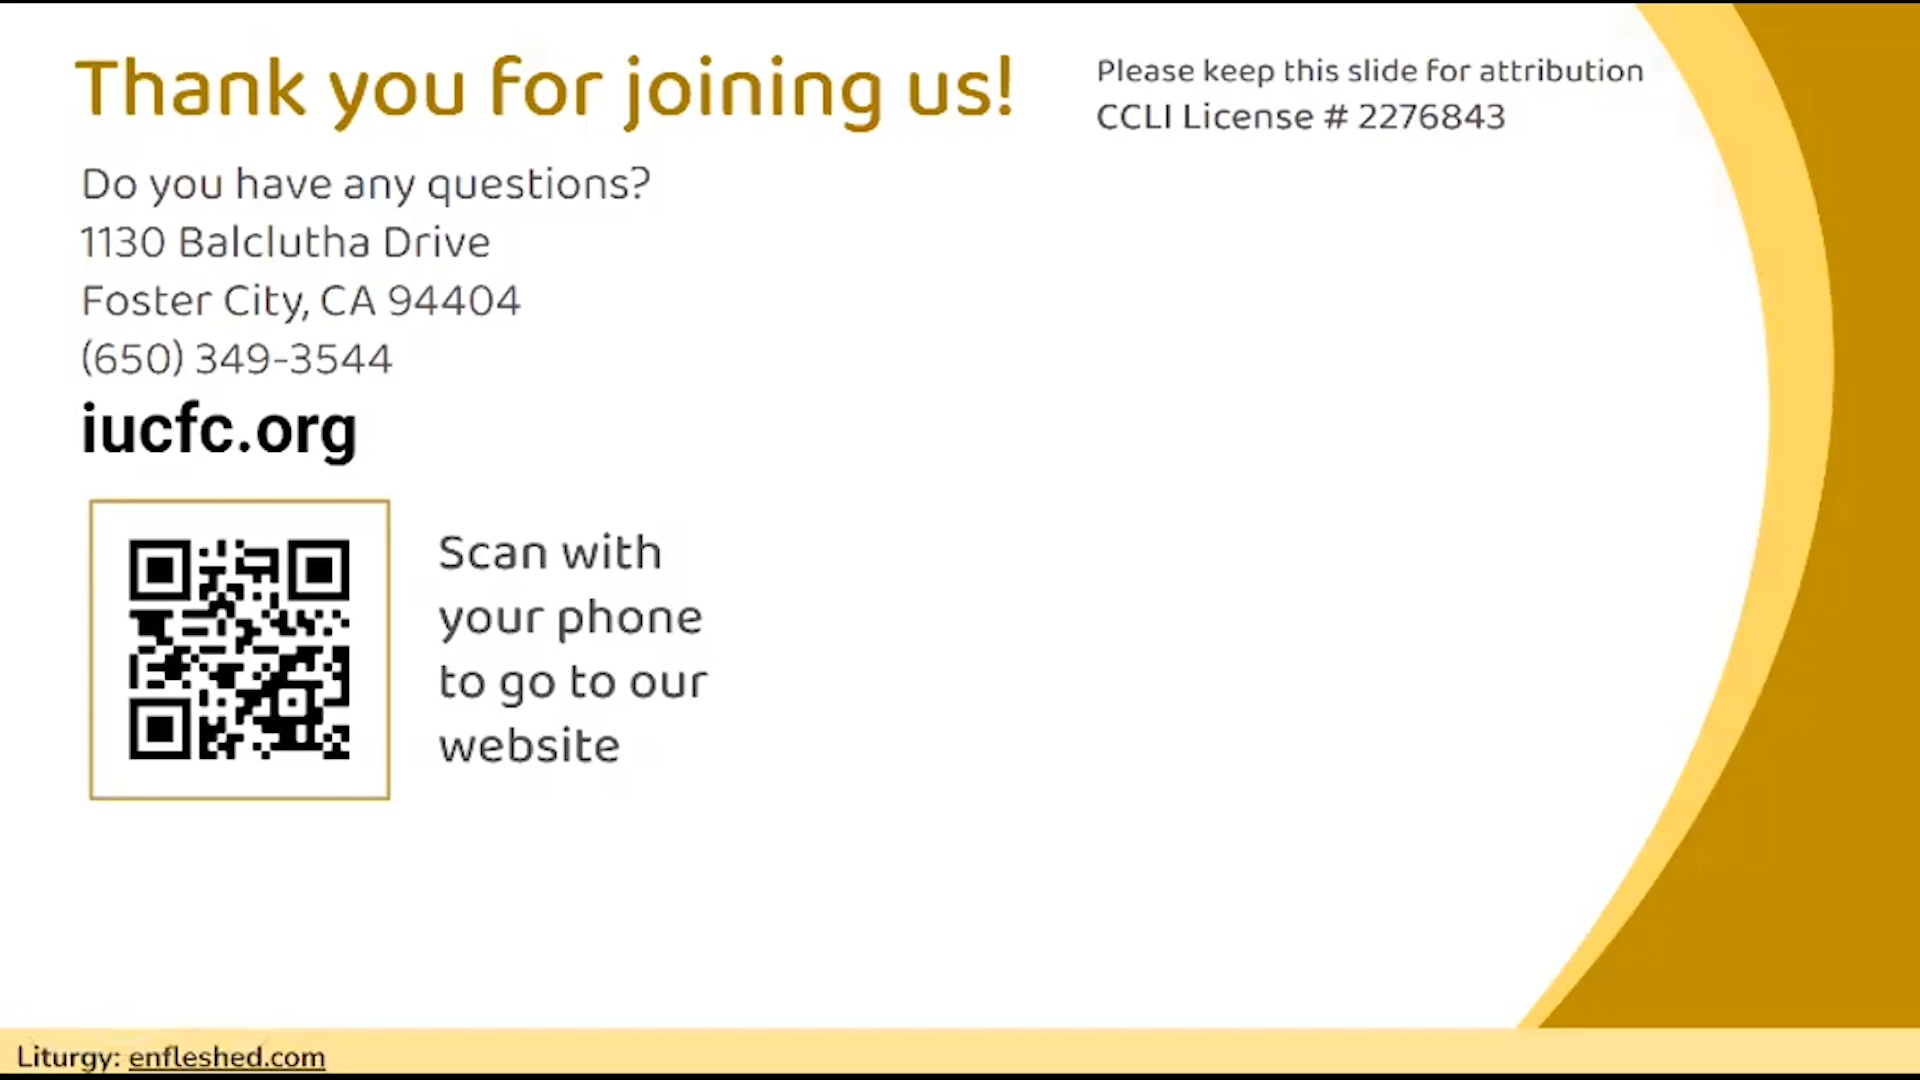 Thank you for joining us!
Please keep this slide for attribution
CCLI License # 2276843
Do you have any questions?
1130 Balclutha Drive
Foster City, CA 94404
(650) 349-3544
iucfc.org
Scan with
your phone
to go to our
website
Liturgy: enfleshed.com